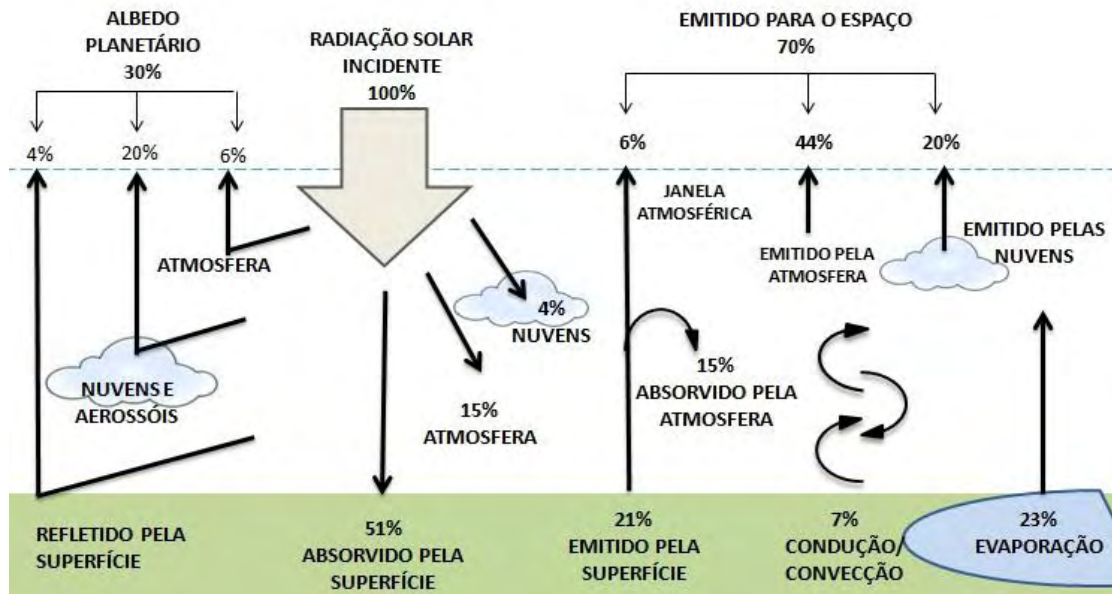 ALBEDO
PLANETÁRIO
30%
RADIAÇÃO SOLAR
INCIDENTE
100%
EMITIDO PARA O ESPAÇO
70%
4%
20%
6%
6%
44%
20%
JANELA
ATMOSFÉRICA
ATMOSFERA
EMITIDO PELA
ATMOSFERA
EMITIDO PELAS
NUVENS
4%
NUVENS
NUVENS E
AEROSSÓIS
15%
ATMOSFERA
15%
ABSORVIDO PELA
ATMOSFERA
REFLETIDO PELA
SUPERFÍCIE
51%
ABSORVIDO PELA
SUPERFÍCIE
21%
EMITIDO PELA
SUPERFÍCIE
7%
CONDUÇÃO/
CONVECÇÃO
23%
EVAPORAÇÃO